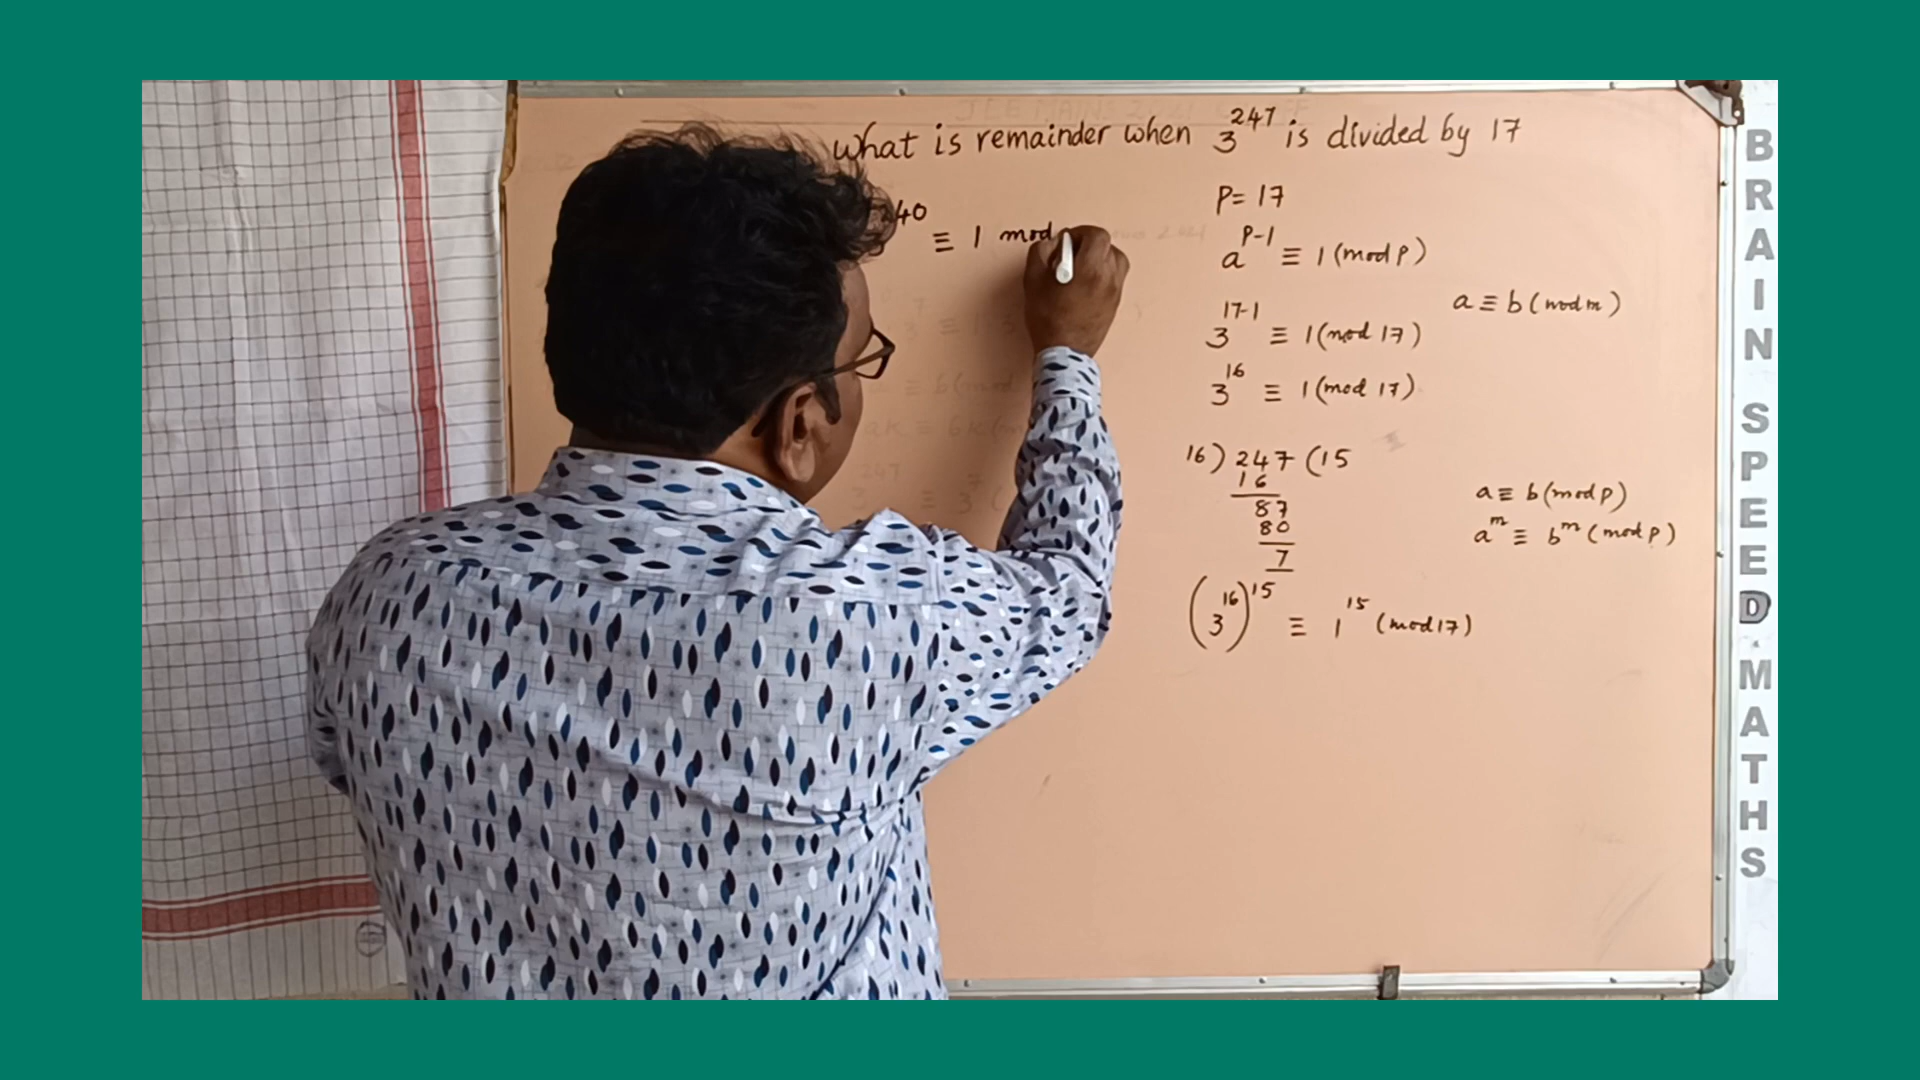 What is remainder when 3^247 is divided by 17
240 ≡ 1 mod
P = 17
a^(P-1) ≡ 1 (mod P)
3^(17-1) ≡ 1 (mod 17)
a ≡ b (mod m)
3^16 ≡ 1 (mod 17)
16) 247 (15
16
87
80
7
a ≡ b (mod p)
a^m ≡ b^m (mod p)
(3^16)^15 ≡ 1^15 (mod 17)
BRAIN SPEED MATHS